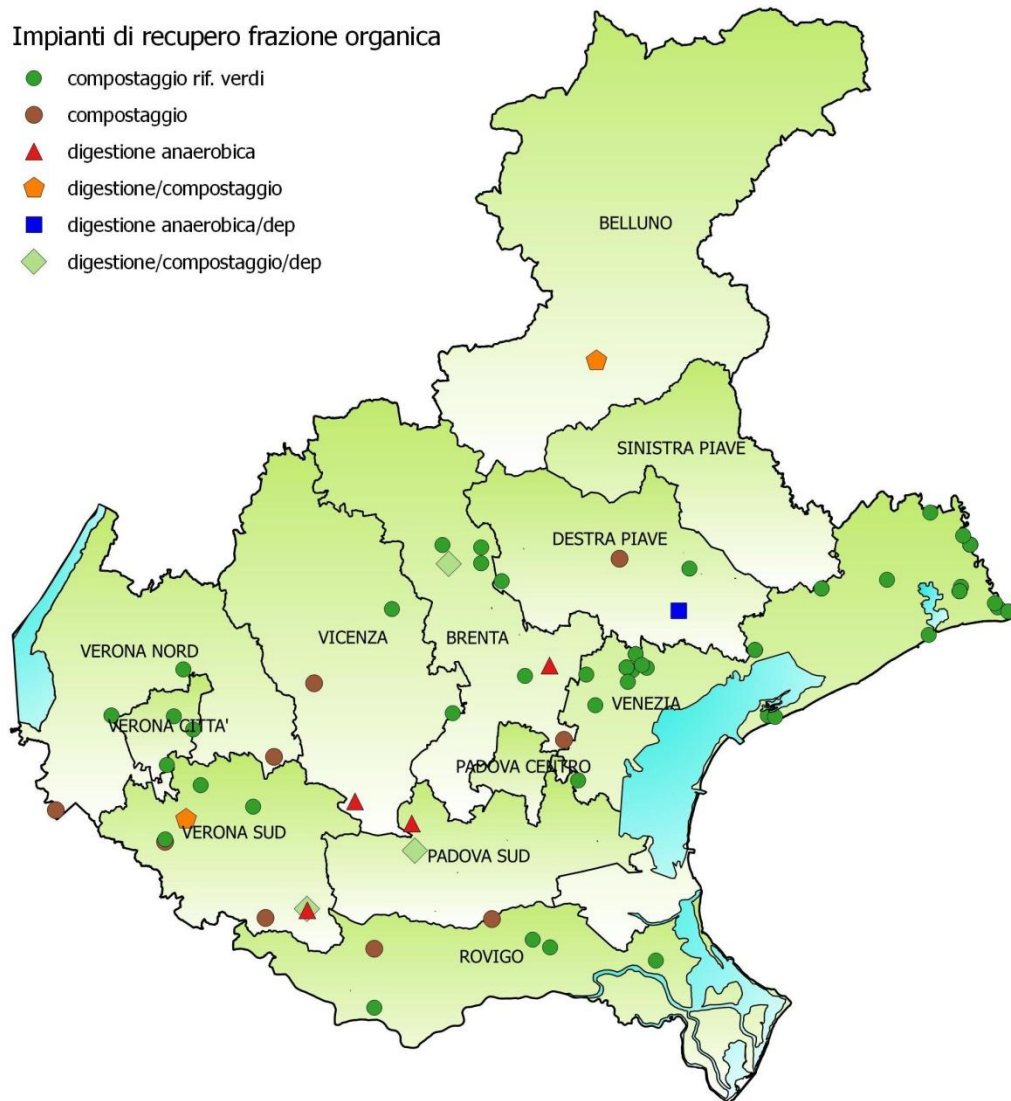 Impianti di recupero frazione organica
compostaggio rif. verdi
compostaggio
digestione anaerobica
digestione/compostaggio
digestione anaerobica/dep
digestione/compostaggio/dep
BELLUNO
SINISTRA PIAVE
DESTRA PIAVE
VICENZA
BRENTA
VERONA NORD
VENEZIA
VERONA CITTA'
PADOVA CENTRO
VERONA SUD
PADOVA SUD
ROVIGO